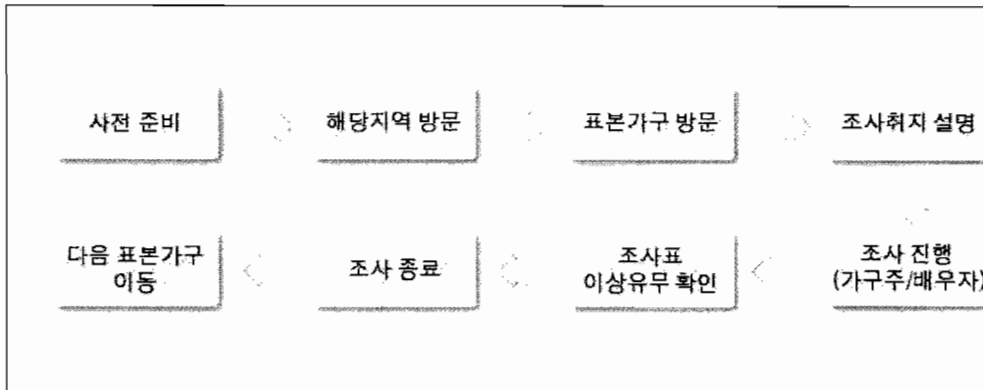 사전 준비
해당지역 방문
표본가구 방문
조사취지 설명
조사 진행
(가구주/배우자)
조사표
이상유무 확인
조사 종료
다음 표본가구
이동